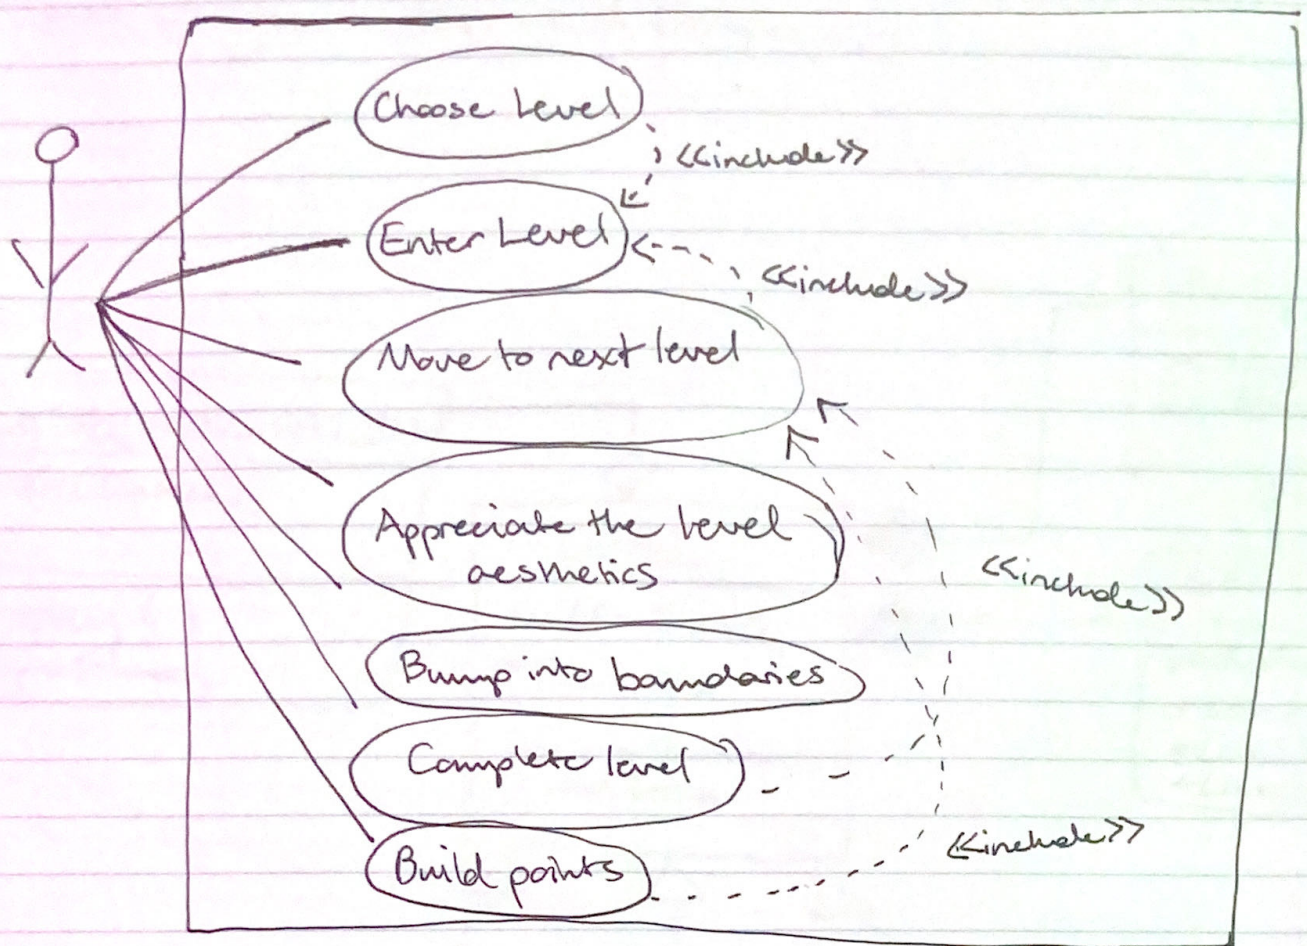 Choose Level
<<include>>
Enter Level
<<include>>
Move to next level
Appreciate the level
aesthetics
<<include>>
Bump into boundaries
Complete level
<<include>>
Build points